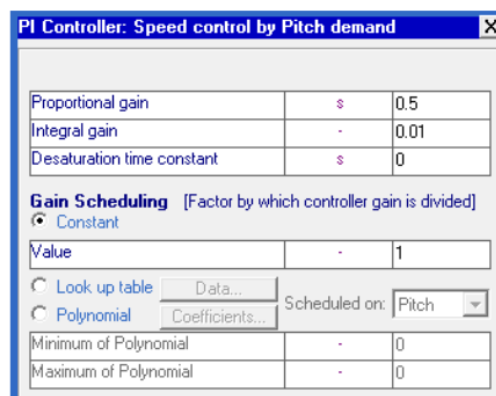 PI Controller: Speed control by Pitch demand X
Proportional gain s 0.5
Integral gain - 0.01
Desaturation time constant s 0
Gain Scheduling [Factor by which controller gain is divided]
Constant
Value - 1
Look up table Data... Scheduled on: Pitch
Polynomial Coefficients...
Minimum of Polynomial - 0
Maximum of Polynomial - 0